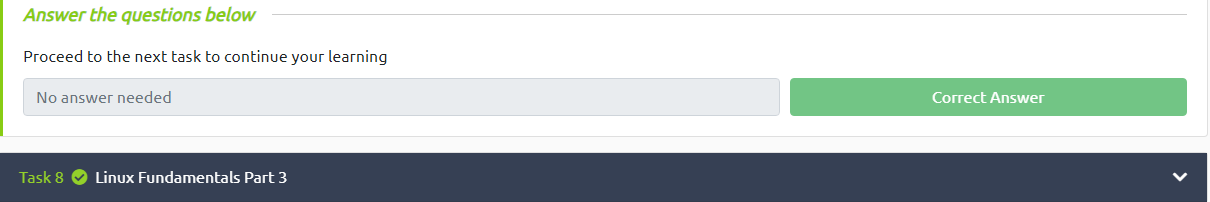 Answer the questions below
Proceed to the next task to continue your learning
No answer needed
Correct Answer
Task 8 Linux Fundamentals Part 3